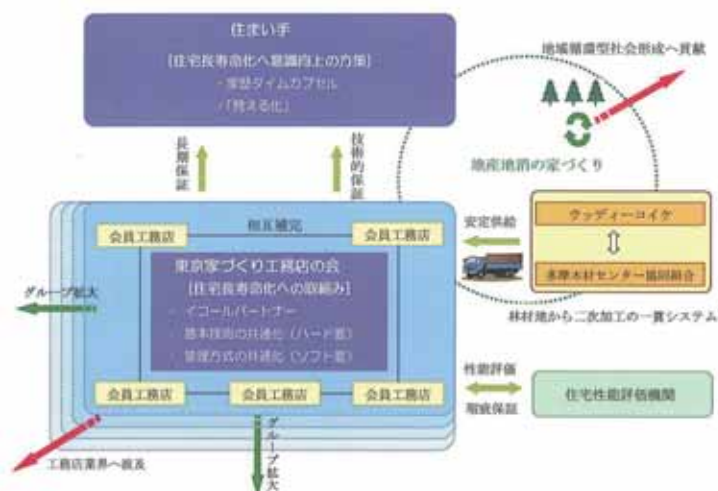 住まい手
[住宅長寿命化へ意識向上の方策]
・家歴タイムカプセル
・「見える化」
地域循環型社会形成へ貢献
地産地消の家づくり
長期保証
技術的保証
相互補完
会員工務店
会員工務店
東京家づくり工務店の会
[住宅長寿命化への取組み]
・イコールパートナー
・基本技術の共通化（ハード面）
・管理方式の共通化（ソフト面）
会員工務店
会員工務店
会員工務店
安定供給
ウッディーコイケ
多摩木材センター協同組合
林材地から二次加工の一貫システム
グループ拡大
性能評価
瑕疵保証
住宅性能評価機関
工務店業界へ波及
グループ拡大